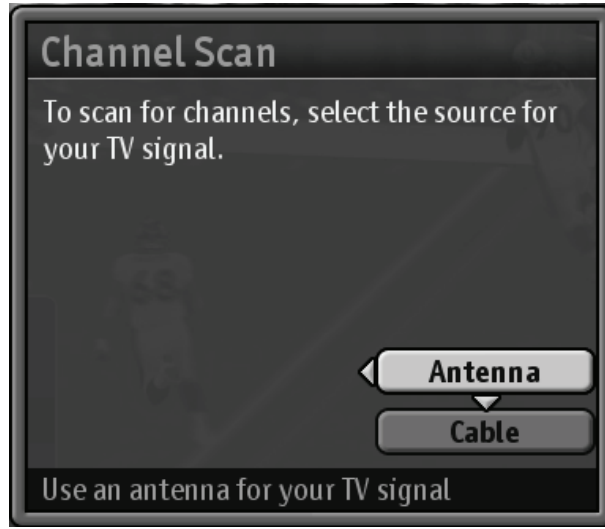 Channel Scan
To scan for channels, select the source for
your TV signal.
Antenna
Cable
Use an antenna for your TV signal